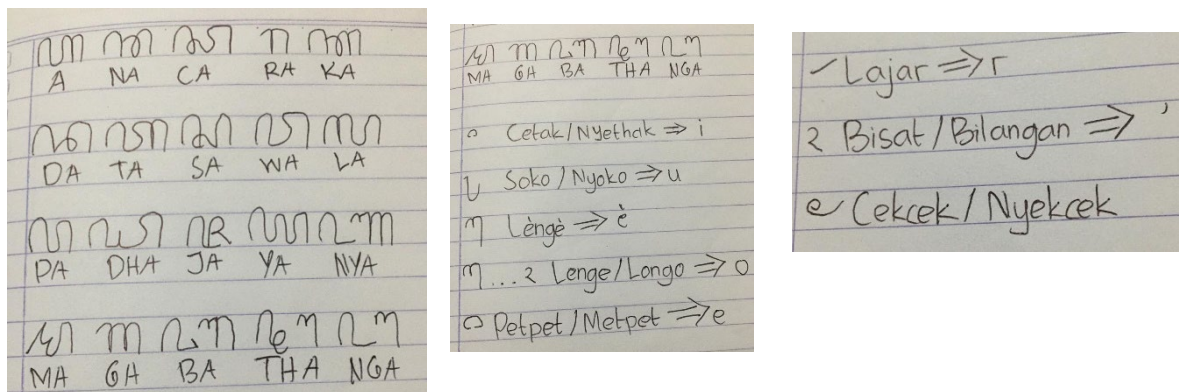 ꦲ ꦤ ꦕ ꦫ ꦏ
A NA CA RA KA
ꦢ ꦠ ꦱ ꦮ ꦭ
DA TA SA WA LA
ꦥ ꦝ ꦗ ꦪ ꦚ
PA DHA JA YA NYA
ꦩ ꦒ ꦧ ꦛ ꦔ
MA GA BA THA NGA
ꦩ ꦒ ꦧ ꦛ ꦔ
MA GA BA THA NGA
ꦶ Cetak/Nyethak ⇒ i
ꦸ Soko/Nyoko ⇒ u
ꦺ Lèngè ⇒ è
ꦺ...ꦴ Lenge/Longo ⇒ o
ꦼ Petpet/Metpet ⇒ e
ꦂ Lajar ⇒ r
ꦃ Bisat/Bilangan ⇒ '
ꦁ Cekcek/Nyekcek